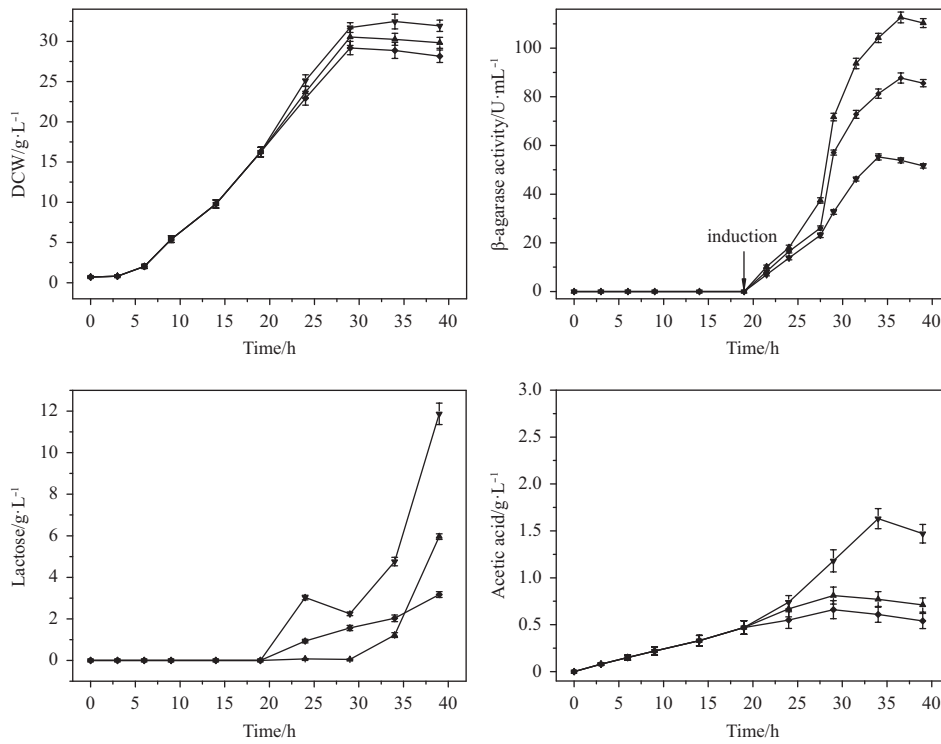 DCW/g·L⁻¹
30
25
20
15
10
5
0
0 5 10 15 20 25 30 35 40
Time/h
β-agarase activity/U·mL⁻¹
100
80
60
40
20
0
induction
0 5 10 15 20 25 30 35 40
Time/h
Lactose/g·L⁻¹
12
10
8
6
4
2
0
0 5 10 15 20 25 30 35 40
Time/h
Acetic acid/g·L⁻¹
3.0
2.5
2.0
1.5
1.0
0.5
0
0 5 10 15 20 25 30 35 40
Time/h